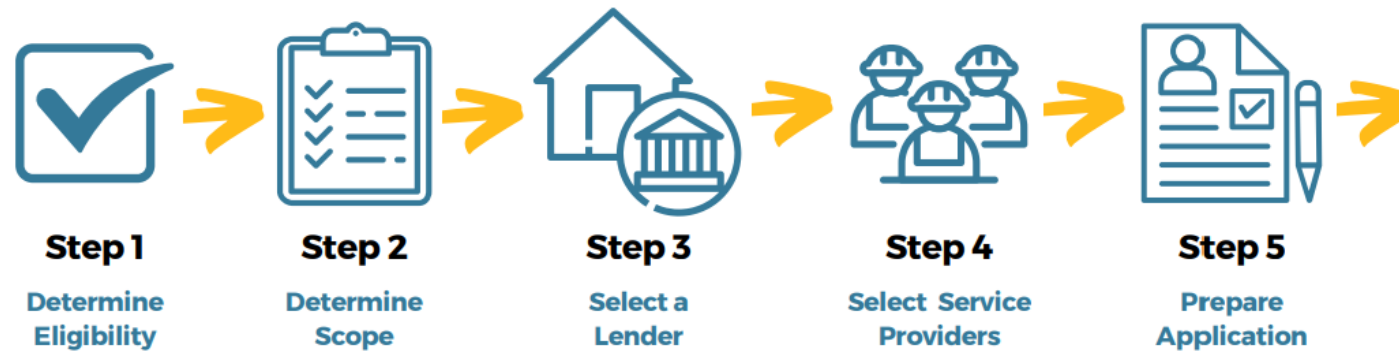 Step 1
Determine
Eligibility
Step 2
Determine
Scope
Step 3
Select a
Lender
Step 4
Select Service
Providers
Step 5
Prepare
Application